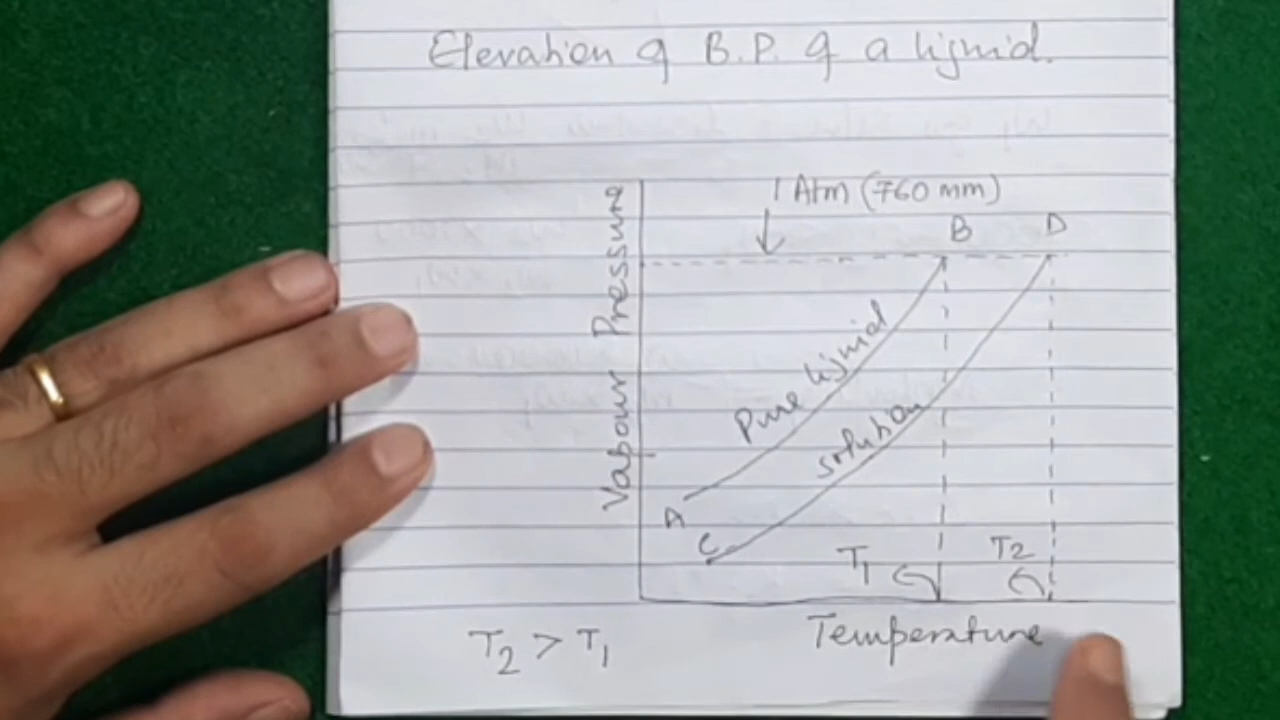 Elevation of B.P. of a liquid.
1 Atm (760 mm)
B D
Vapour Pressure
Pure liquid
solution
A
C
T1 T2
Temperature
T2 > T1